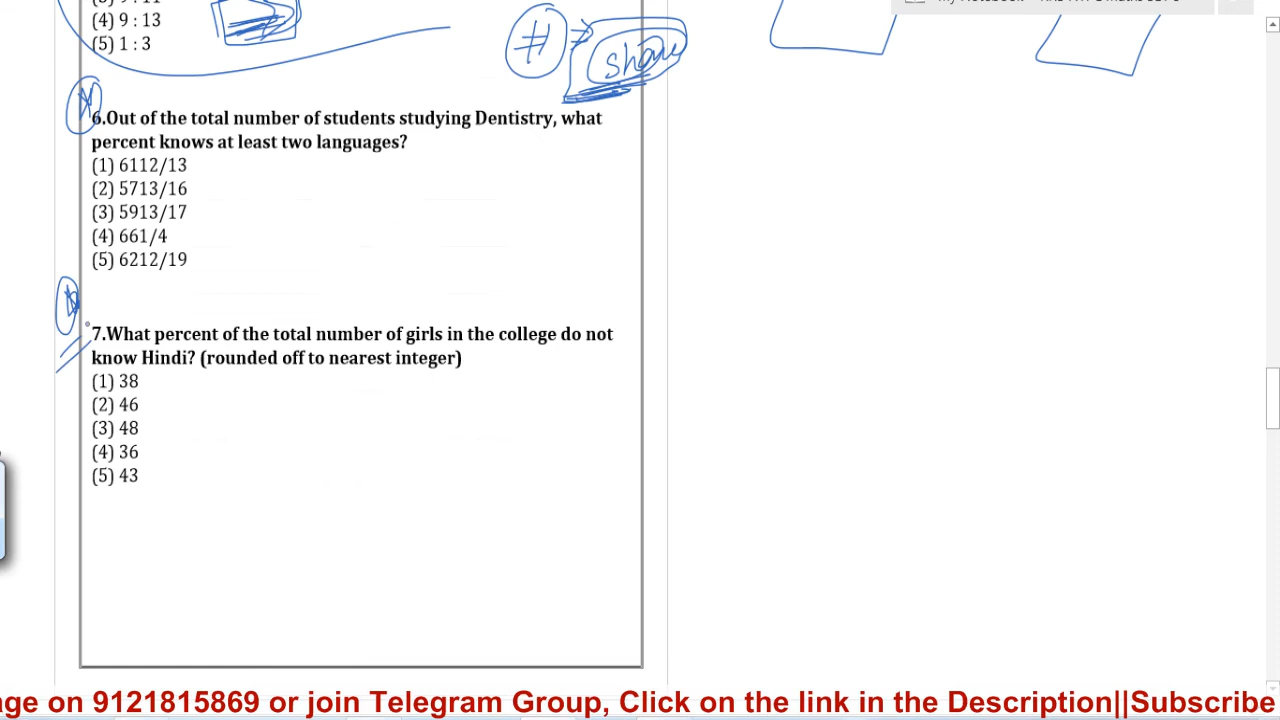 (4) 9 : 13
(5) 1 : 3
#
Share
6.Out of the total number of students studying Dentistry, what
percent knows at least two languages?
(1) 6112/13
(2) 5713/16
(3) 5913/17
(4) 661/4
(5) 6212/19
7.What percent of the total number of girls in the college do not
know Hindi? (rounded off to nearest integer)
(1) 38
(2) 46
(3) 48
(4) 36
(5) 43
age on 9121815869 or join Telegram Group, Click on the link in the Description||Subscribe